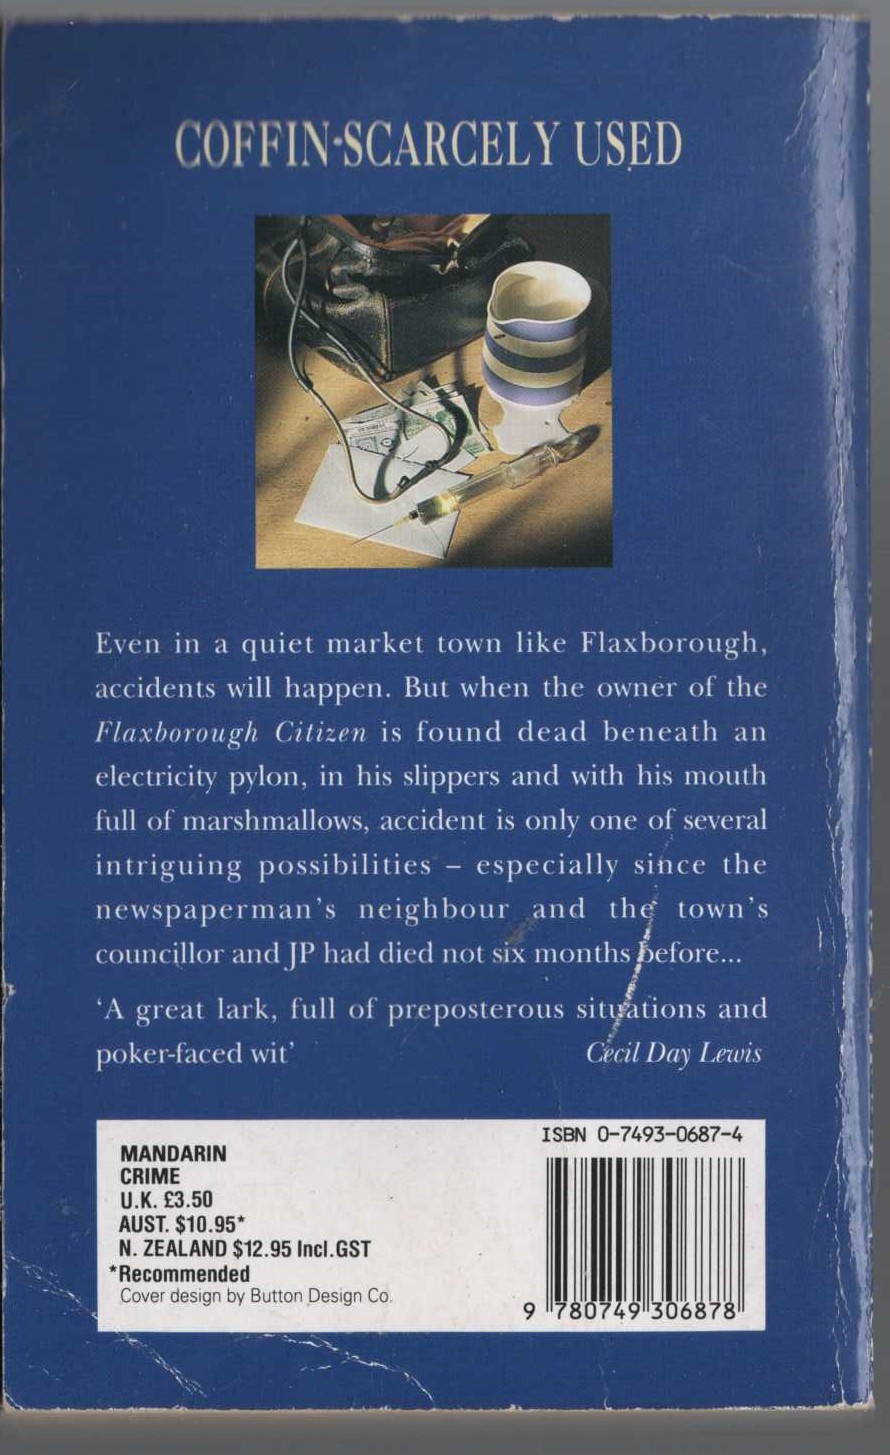 COFFIN·SCARCELY USED
Even in a quiet market town like Flaxborough,
accidents will happen. But when the owner of the
Flaxborough Citizen is found dead beneath an
electricity pylon, in his slippers and with his mouth
full of marshmallows, accident is only one of several
intriguing possibilities – especially since the
newspaperman's neighbour and the town's
councillor and JP had died not six months before...
‘A great lark, full of preposterous situations and
poker-faced wit’ Cecil Day Lewis
ISBN 0-7493-0687-4
MANDARIN
CRIME
U.K. £3.50
AUST. $10.95*
N. ZEALAND $12.95 Incl.GST
*Recommended
Cover design by Button Design Co.
9 780749 306878